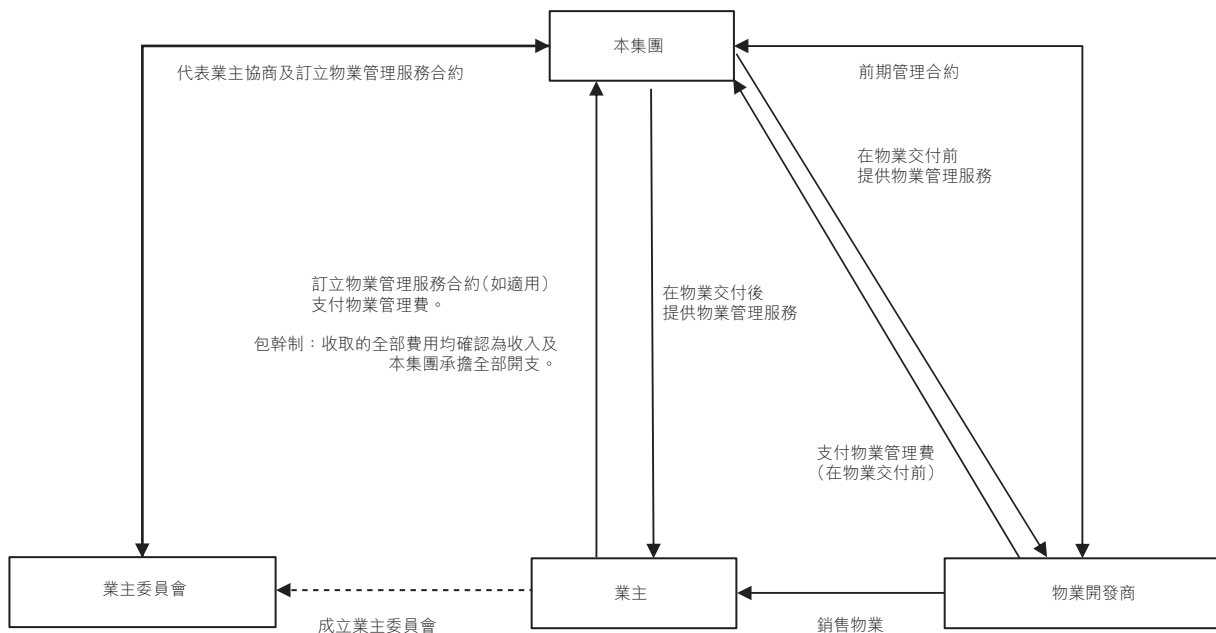 本集團
代表業主協商及訂立物業管理服務合約
前期管理合約
在物業交付前
提供物業管理服務
訂立物業管理服務合約（如適用）
支付物業管理費。
包幹制：收取的全部費用均確認為收入及
本集團承擔全部開支。
在物業交付後
提供物業管理服務
支付物業管理費
（在物業交付前）
業主委員會
業主
物業開發商
成立業主委員會
銷售物業